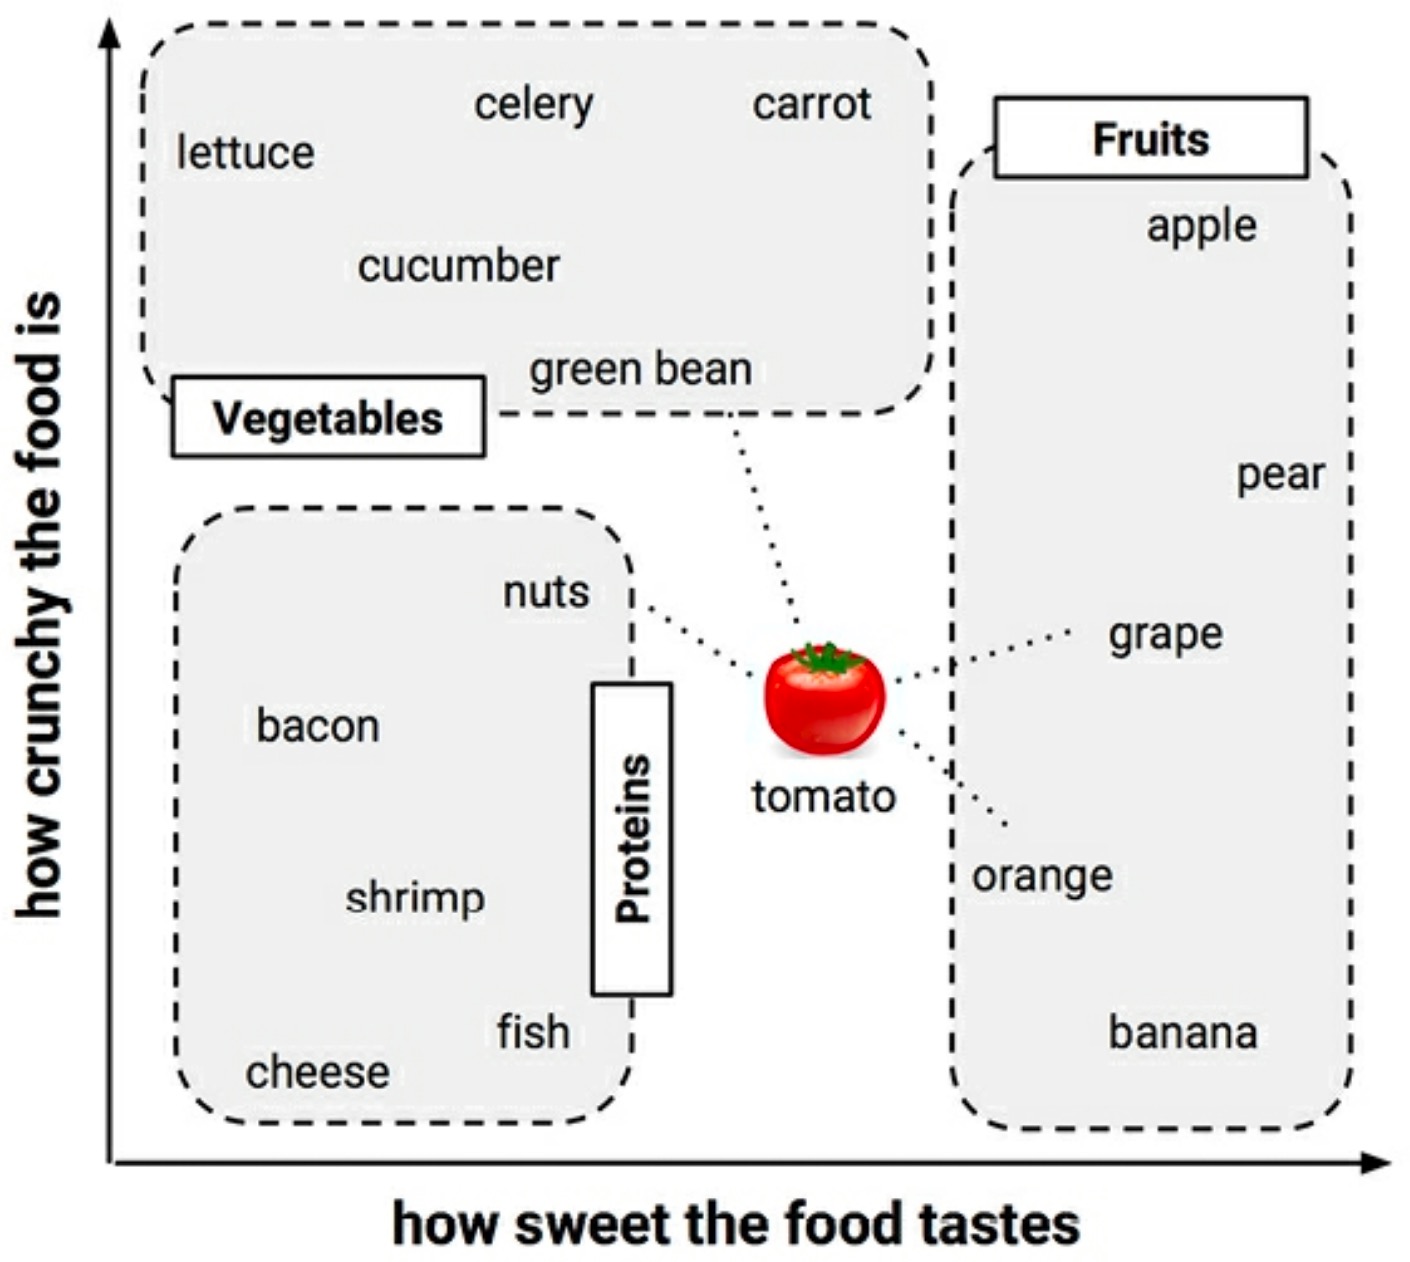 celery
carrot
lettuce
Fruits
apple
cucumber
green bean
Vegetables
pear
nuts
grape
bacon
tomato
Proteins
shrimp
orange
fish
banana
cheese
how crunchy the food is
how sweet the food tastes